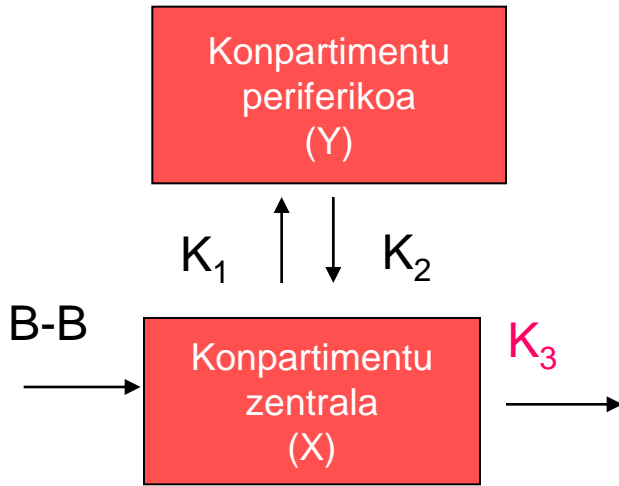 Konpartimentu
periferikoa
(Y)
K₁
K₂
B-B
Konpartimentu
zentrala
(X)
K₃